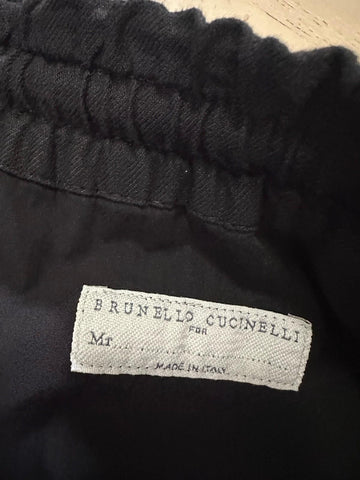 BRUNELLO CUCINELLI
FOR
Mr..............................
MADE IN ITALY